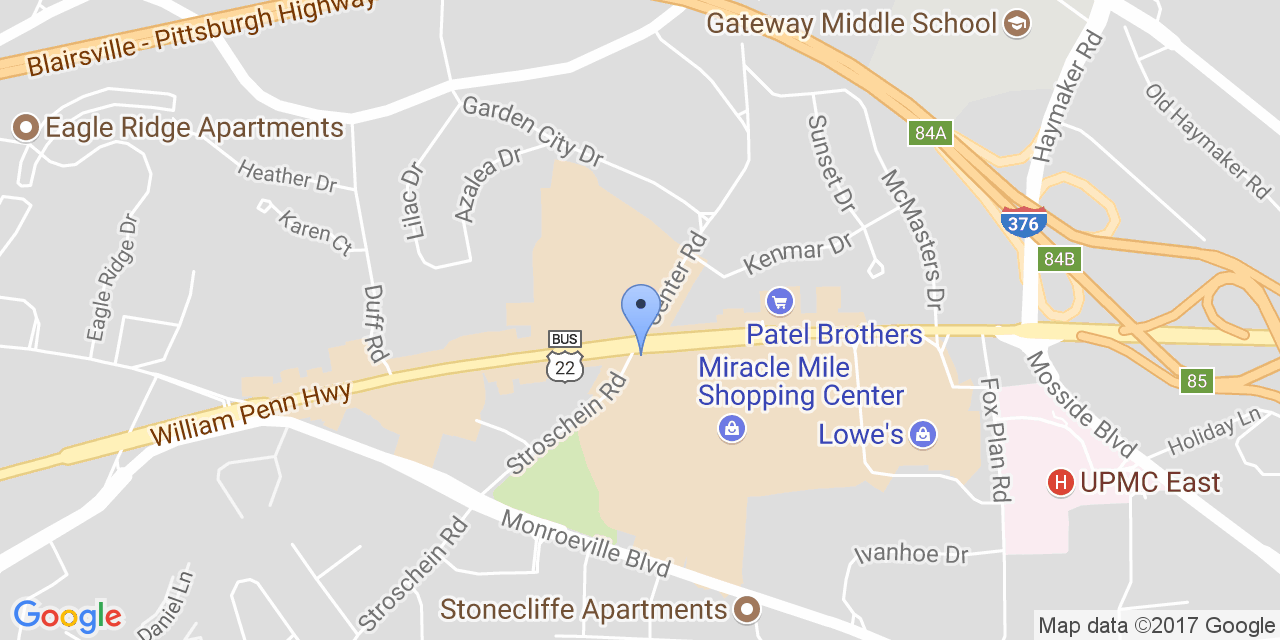 Blairsville - Pittsburgh Highway
Gateway Middle School
Haymaker Rd
Old Haymaker Rd
Eagle Ridge Apartments
Garden City Dr
84A
Sunset Dr
McMasters Dr
Heather Dr
Lilac Dr
Azalea Dr
Karen Ct
Eagle Ridge Dr
376
Kenmar Dr
84B
Center Rd
Duff Rd
Patel Brothers
BUS
22
Miracle Mile
Shopping Center
85
William Penn Hwy
Stroschein Rd
Lowe's
Fox Plan Rd
Mosside Blvd
Holiday Ln
H
UPMC East
Monroeville Blvd
Ivanhoe Dr
Stroschein Rd
Daniel Ln
Stonecliffe Apartments
Google
Map data ©2017 Google